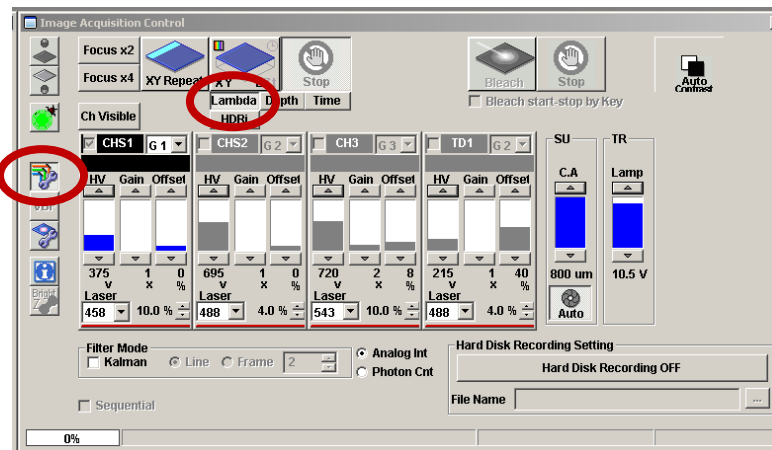 Image Acquisition Control
Focus x2
Focus x4
XY Repeat
XY
Stop
Bleach
Stop
Auto
Contrast
Lambda Depth Time
Bleach start-stop by Key
Ch Visible
HDRi
CHS1 G 1 CHS2 G 2 CH3 G 3 TD1 G 2 SU TR
HV Gain Offset HV Gain Offset HV Gain Offset HV Gain Offset C.A Lamp
375 1 0 695 1 0 720 2 8 215 1 40 800 um 10.5 V
V X % V X % V X % V X %
Laser Laser Laser Laser
458 10.0 % 488 4.0 % 543 10.0 % 488 4.0 % Auto
Bright
Z
Filter Mode
Kalman Line Frame 2
Analog Int
Photon Cnt
Hard Disk Recording Setting
Hard Disk Recording OFF
File Name ...
Sequential
0%